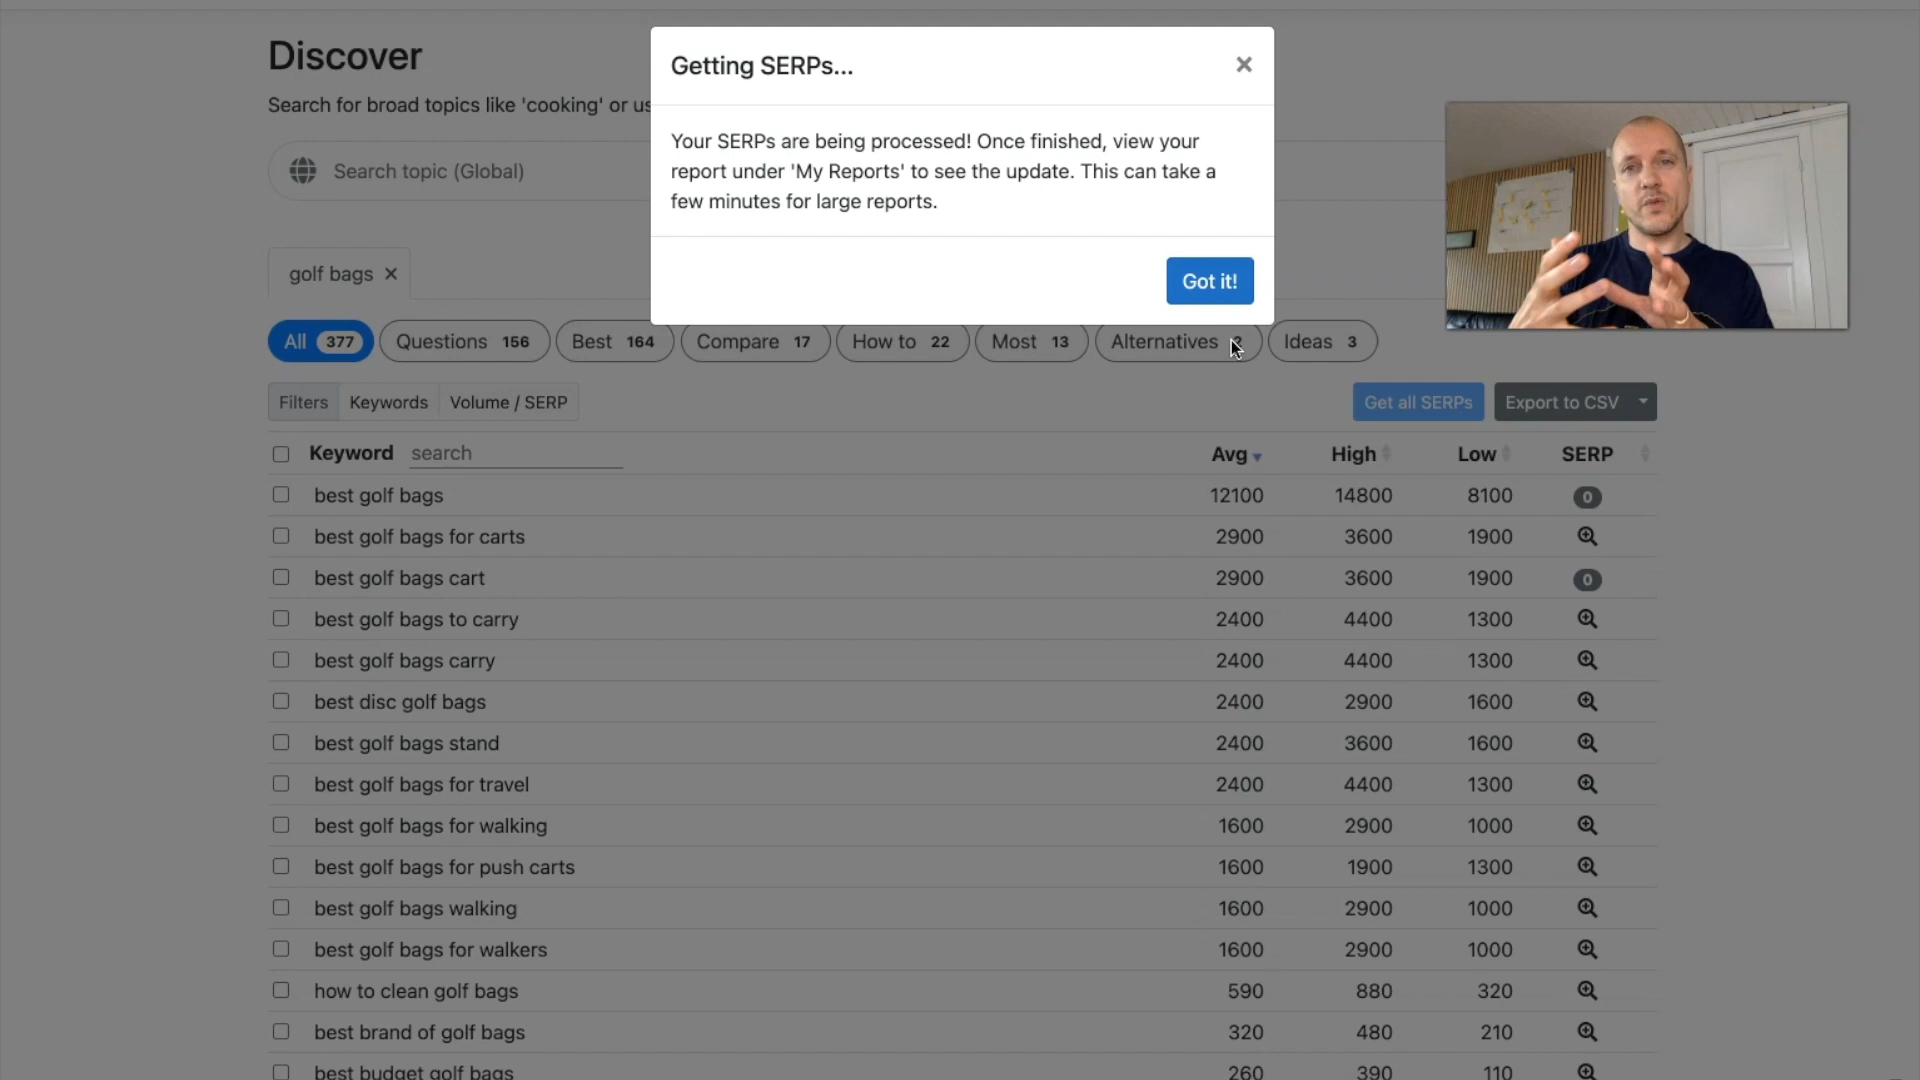 Discover
Search for broad topics like 'cooking' or
Search topic (Global)
Getting SERPs...
Your SERPs are being processed! Once finished, view your
report under 'My Reports' to see the update. This can take a
few minutes for large reports.
Got it!
golf bags
All 377 Questions 156 Best 164 Compare 17 How to 22 Most 13 Alternatives Ideas 3
Filters Keywords Volume / SERP Get all SERPs Export to CSV
Keyword search Avg High Low SERP
best golf bags 12100 14800 8100 0
best golf bags for carts 2900 3600 1900
best golf bags cart 2900 3600 1900 0
best golf bags to carry 2400 4400 1300
best golf bags carry 2400 4400 1300
best disc golf bags 2400 2900 1600
best golf bags stand 2400 3600 1600
best golf bags for travel 2400 4400 1300
best golf bags for walking 1600 2900 1000
best golf bags for push carts 1600 1900 1300
best golf bags walking 1600 2900 1000
best golf bags for walkers 1600 2900 1000
how to clean golf bags 590 880 320
best brand of golf bags 320 480 210
best budget golf bags 260 390 110